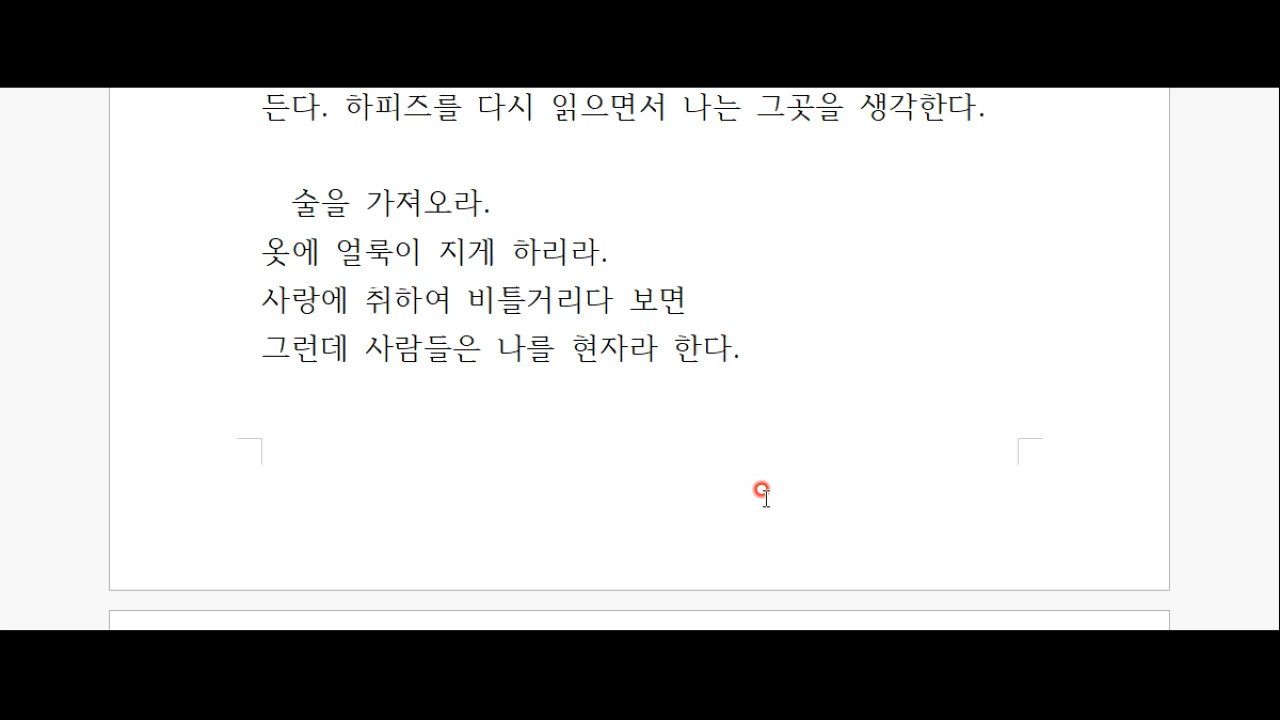 든다. 하피즈를 다시 읽으면서 나는 그곳을 생각한다.
술을 가져오라.
옷에 얼룩이 지게 하리라.
사랑에 취하여 비틀거리다 보면
그런데 사람들은 나를 현자라 한다.